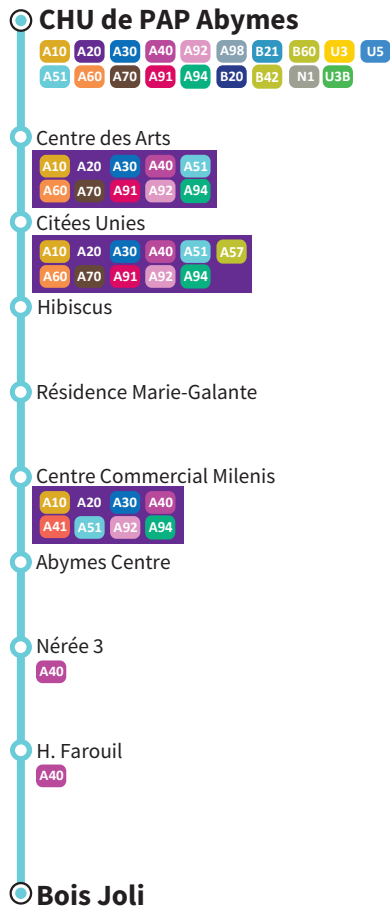 CHU de PAP Abymes
A10 A20 A30 A40 A92 A98 B21 B60 U3 U5
A51 A60 A70 A91 A94 B20 B42 N1 U3B
Centre des Arts
A10 A20 A30 A40 A51
A60 A70 A91 A92 A94
Citées Unies
A10 A20 A30 A40 A51 A57
A60 A70 A91 A92 A94
Hibiscus
Résidence Marie-Galante
Centre Commercial Milenis
A10 A20 A30 A40
A41 A51 A92 A94
Abymes Centre
Nérée 3
A40
H. Farouil
A40
Bois Joli